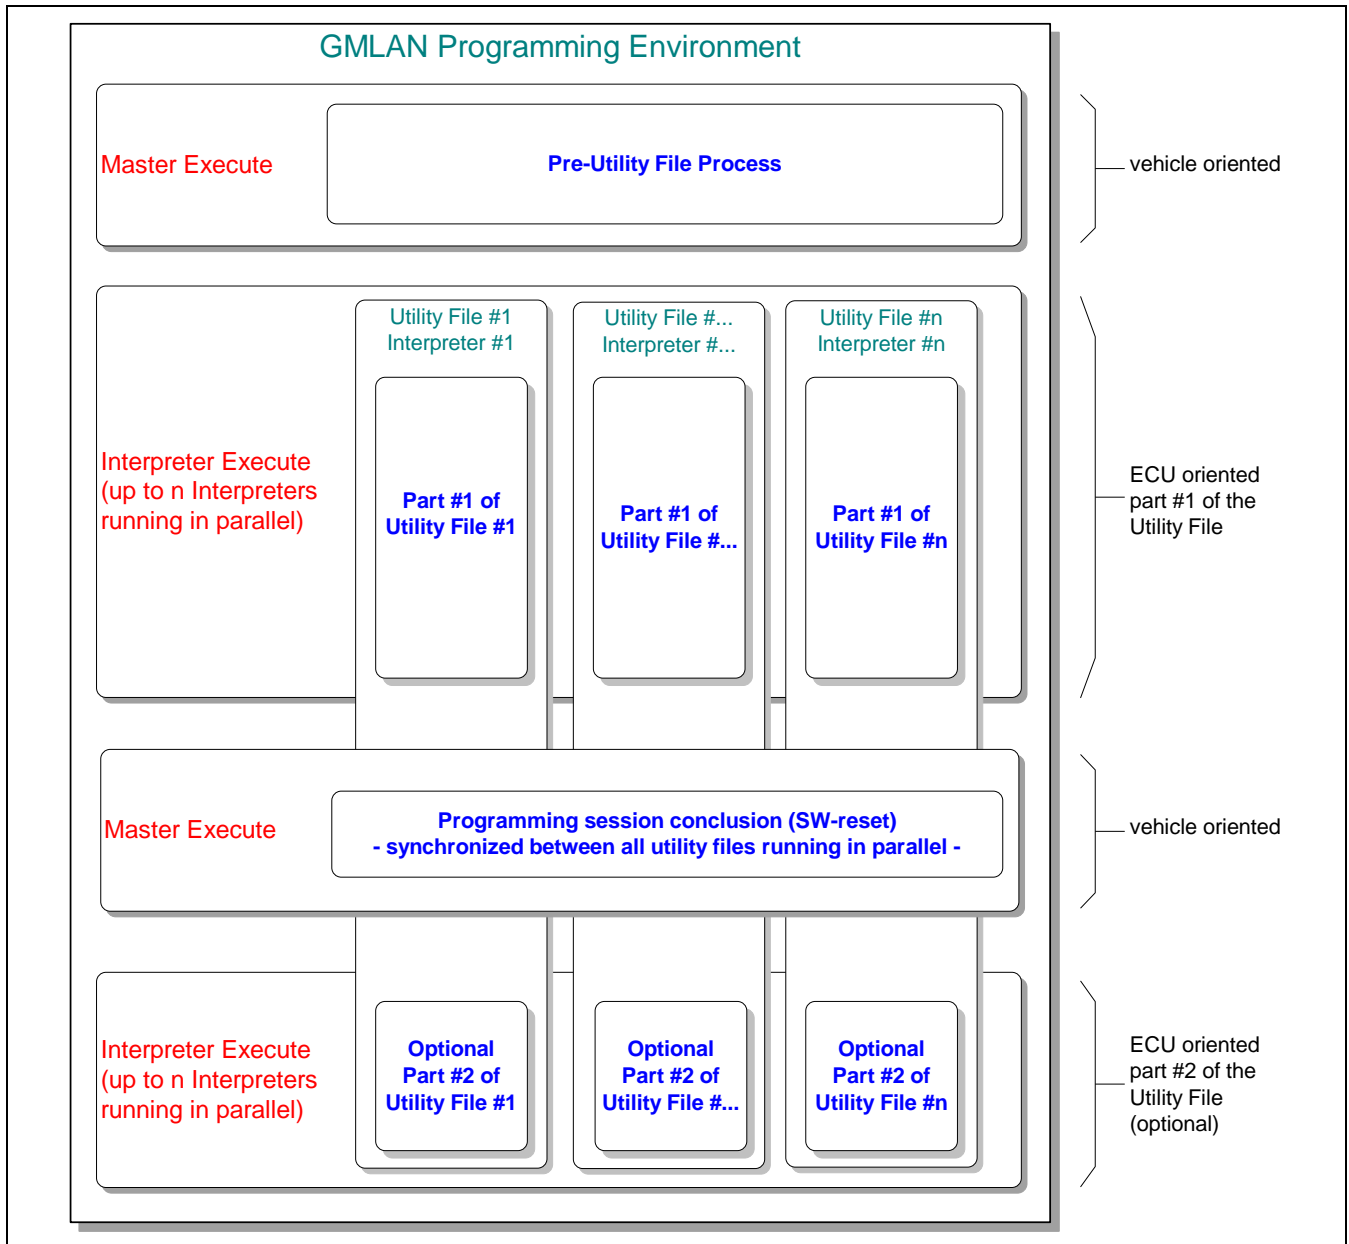 GMLAN Programming Environment
Master Execute
Pre-Utility File Process
vehicle oriented
Utility File #1
Interpreter #1
Utility File #...
Interpreter #...
Utility File #n
Interpreter #n
Interpreter Execute
(up to n Interpreters
running in parallel)
Part #1 of
Utility File #1
Part #1 of
Utility File #...
Part #1 of
Utility File #n
ECU oriented
part #1 of the
Utility File
Master Execute
Programming session conclusion (SW-reset)
- synchronized between all utility files running in parallel -
vehicle oriented
Interpreter Execute
(up to n Interpreters
running in parallel)
Optional
Part #2 of
Utility File #1
Optional
Part #2 of
Utility File #...
Optional
Part #2 of
Utility File #n
ECU oriented
part #2 of the
Utility File
(optional)